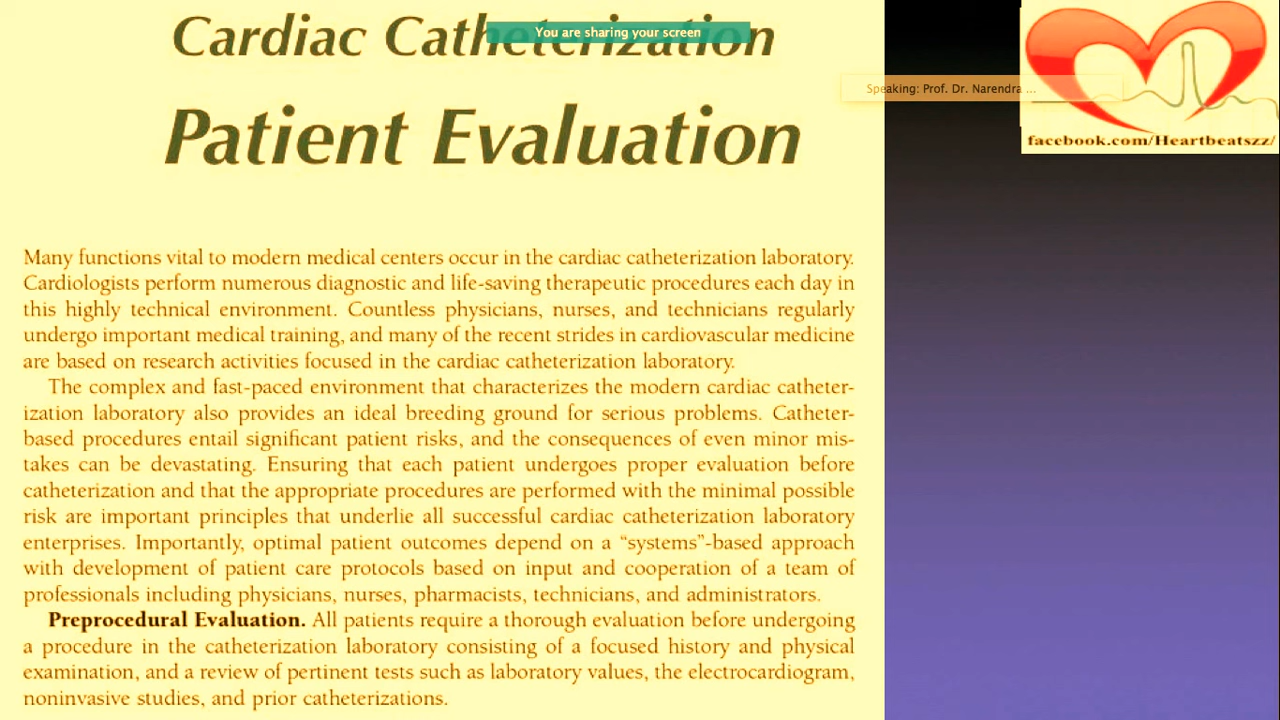 Cardiac Catheterization
You are sharing your screen
Speaking: Prof. Dr. Narendra ...
Patient Evaluation
facebook.com/Heartbeatszz/
Many functions vital to modern medical centers occur in the cardiac catheterization laboratory.
Cardiologists perform numerous diagnostic and life-saving therapeutic procedures each day in
this highly technical environment. Countless physicians, nurses, and technicians regularly
undergo important medical training, and many of the recent strides in cardiovascular medicine
are based on research activities focused in the cardiac catheterization laboratory.
The complex and fast-paced environment that characterizes the modern cardiac catheter-
ization laboratory also provides an ideal breeding ground for serious problems. Catheter-
based procedures entail significant patient risks, and the consequences of even minor mis-
takes can be devastating. Ensuring that each patient undergoes proper evaluation before
catheterization and that the appropriate procedures are performed with the minimal possible
risk are important principles that underlie all successful cardiac catheterization laboratory
enterprises. Importantly, optimal patient outcomes depend on a “systems”-based approach
with development of patient care protocols based on input and cooperation of a team of
professionals including physicians, nurses, pharmacists, technicians, and administrators.
Preprocedural Evaluation. All patients require a thorough evaluation before undergoing
a procedure in the catheterization laboratory consisting of a focused history and physical
examination, and a review of pertinent tests such as laboratory values, the electrocardiogram,
noninvasive studies, and prior catheterizations.